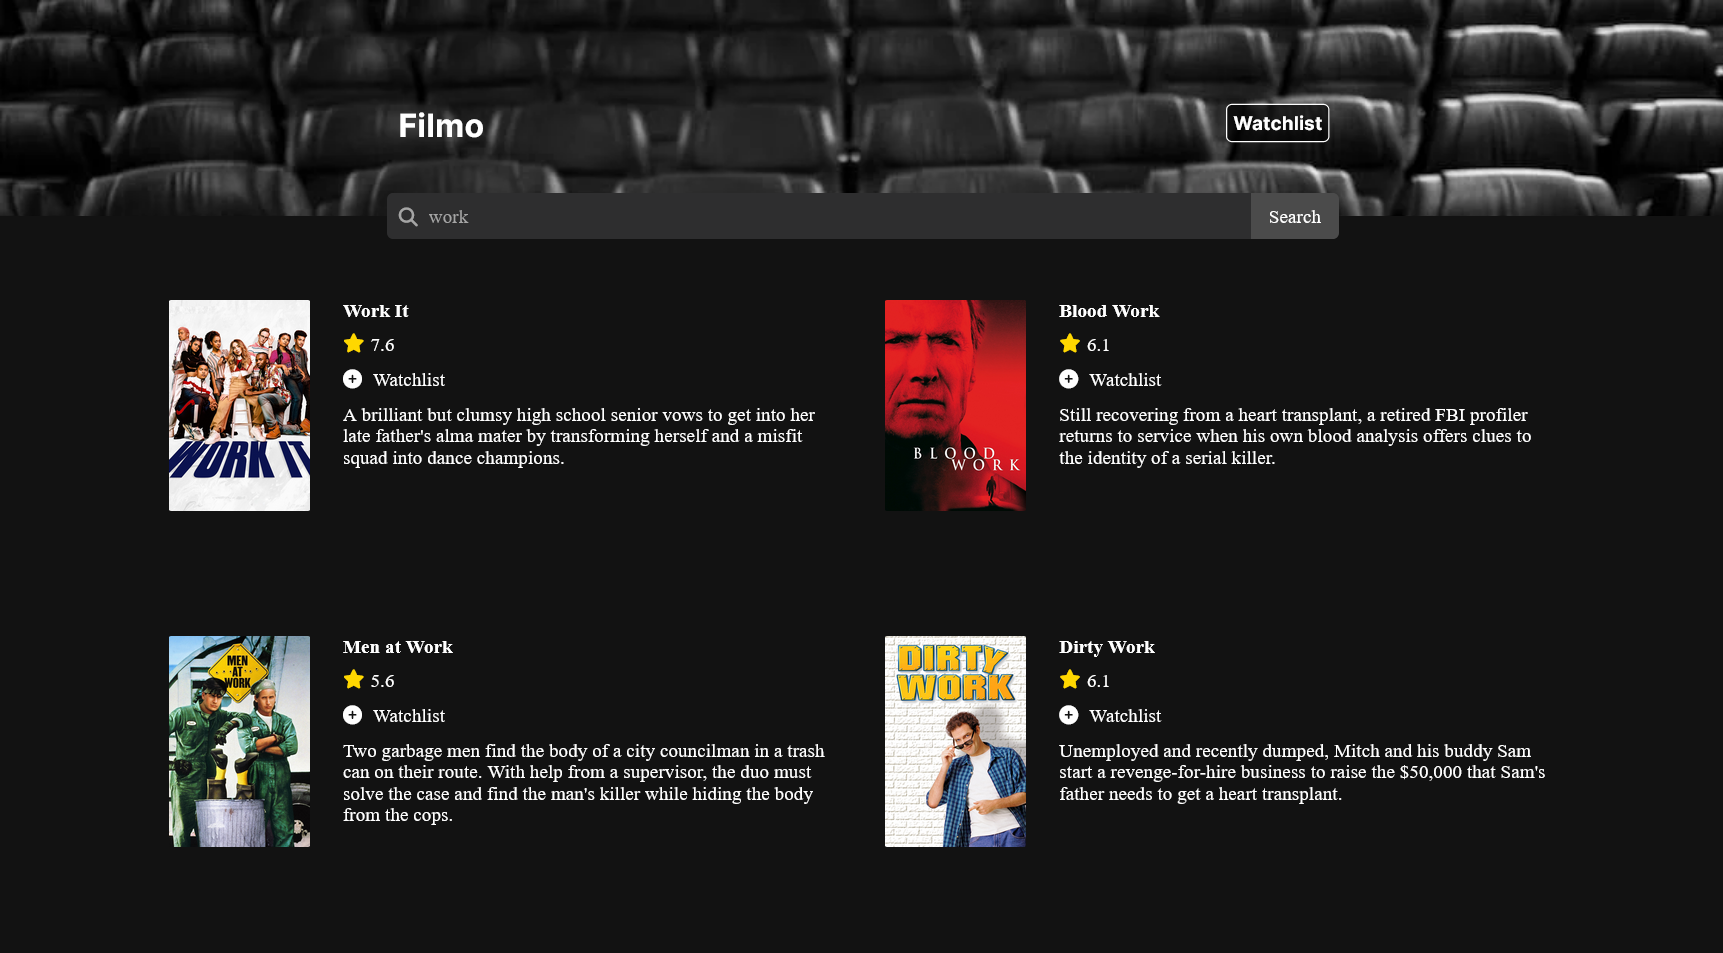 Filmo
Watchlist
work
Search
WORK IT
Work It
7.6
Watchlist
A brilliant but clumsy high school senior vows to get into her
late father's alma mater by transforming herself and a misfit
squad into dance champions.
BLOOD
WORK
Blood Work
6.1
Watchlist
Still recovering from a heart transplant, a retired FBI profiler
returns to service when his own blood analysis offers clues to
the identity of a serial killer.
MEN
AT
WORK
Men at Work
5.6
Watchlist
Two garbage men find the body of a city councilman in a trash
can on their route. With help from a supervisor, the duo must
solve the case and find the man's killer while hiding the body
from the cops.
DIRTY
WORK
Dirty Work
6.1
Watchlist
Unemployed and recently dumped, Mitch and his buddy Sam
start a revenge-for-hire business to raise the $50,000 that Sam's
father needs to get a heart transplant.